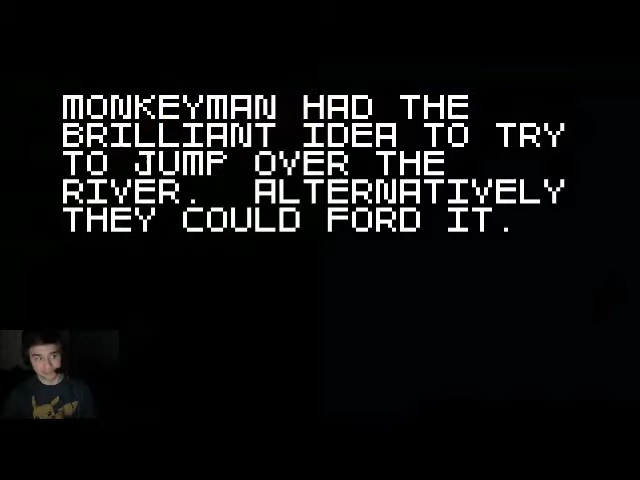 MONKEYMAN HAD THE
BRILLIANT IDEA TO TRY
TO JUMP OVER THE
RIVER.  ALTERNATIVELY
THEY COULD FORD IT.